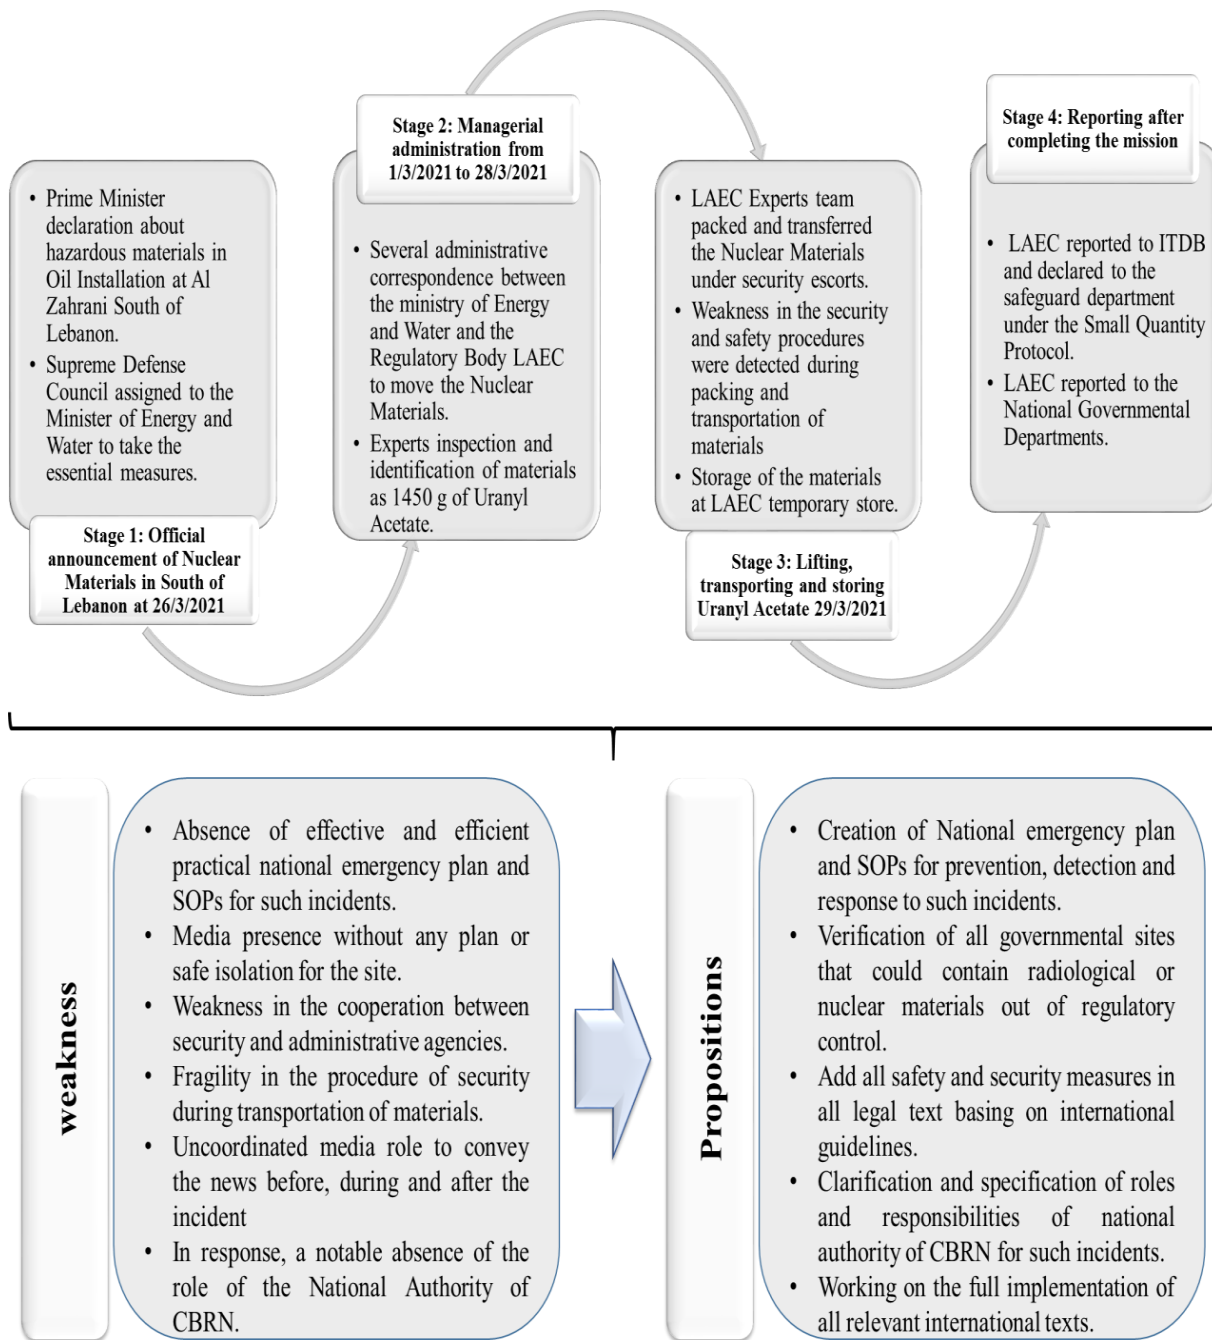 • Prime Minister
declaration about
hazardous materials in
Oil Installation at Al
Zahrani South of
Lebanon.
• Supreme Defense
Council assigned to the
Minister of Energy and
Water to take the
essential measures.
Stage 1: Official
announcement of Nuclear
Materials in South of
Lebanon at 26/3/2021
Stage 2: Managerial
administration from
1/3/2021 to 28/3/2021
• Several administrative
correspondence between
the ministry of Energy
and Water and the
Regulatory Body LAEC
to move the Nuclear
Materials.
• Experts inspection and
identification of materials
as 1450 g of Uranyl
Acetate.
• LAEC Experts team
packed and transferred
the Nuclear Materials
under security escorts.
• Weakness in the security
and safety procedures
were detected during
packing and
transportation of
materials
• Storage of the materials
at LAEC temporary store.
Stage 3: Lifting,
transporting and storing
Uranyl Acetate 29/3/2021
Stage 4: Reporting after
completing the mission
• LAEC reported to ITDB
and declared to the
safeguard department
under the Small Quantity
Protocol.
• LAEC reported to the
National Governmental
Departments.
weakness
• Absence of effective and efficient
practical national emergency plan and
SOPs for such incidents.
• Media presence without any plan or
safe isolation for the site.
• Weakness in the cooperation between
security and administrative agencies.
• Fragility in the procedure of security
during transportation of materials.
• Uncoordinated media role to convey
the news before, during and after the
incident
• In response, a notable absence of the
role of the National Authority of
CBRN.
Propositions
• Creation of National emergency plan
and SOPs for prevention, detection and
response to such incidents.
• Verification of all governmental sites
that could contain radiological or
nuclear materials out of regulatory
control.
• Add all safety and security measures in
all legal text basing on international
guidelines.
• Clarification and specification of roles
and responsibilities of national
authority of CBRN for such incidents.
• Working on the full implementation of
all relevant international texts.